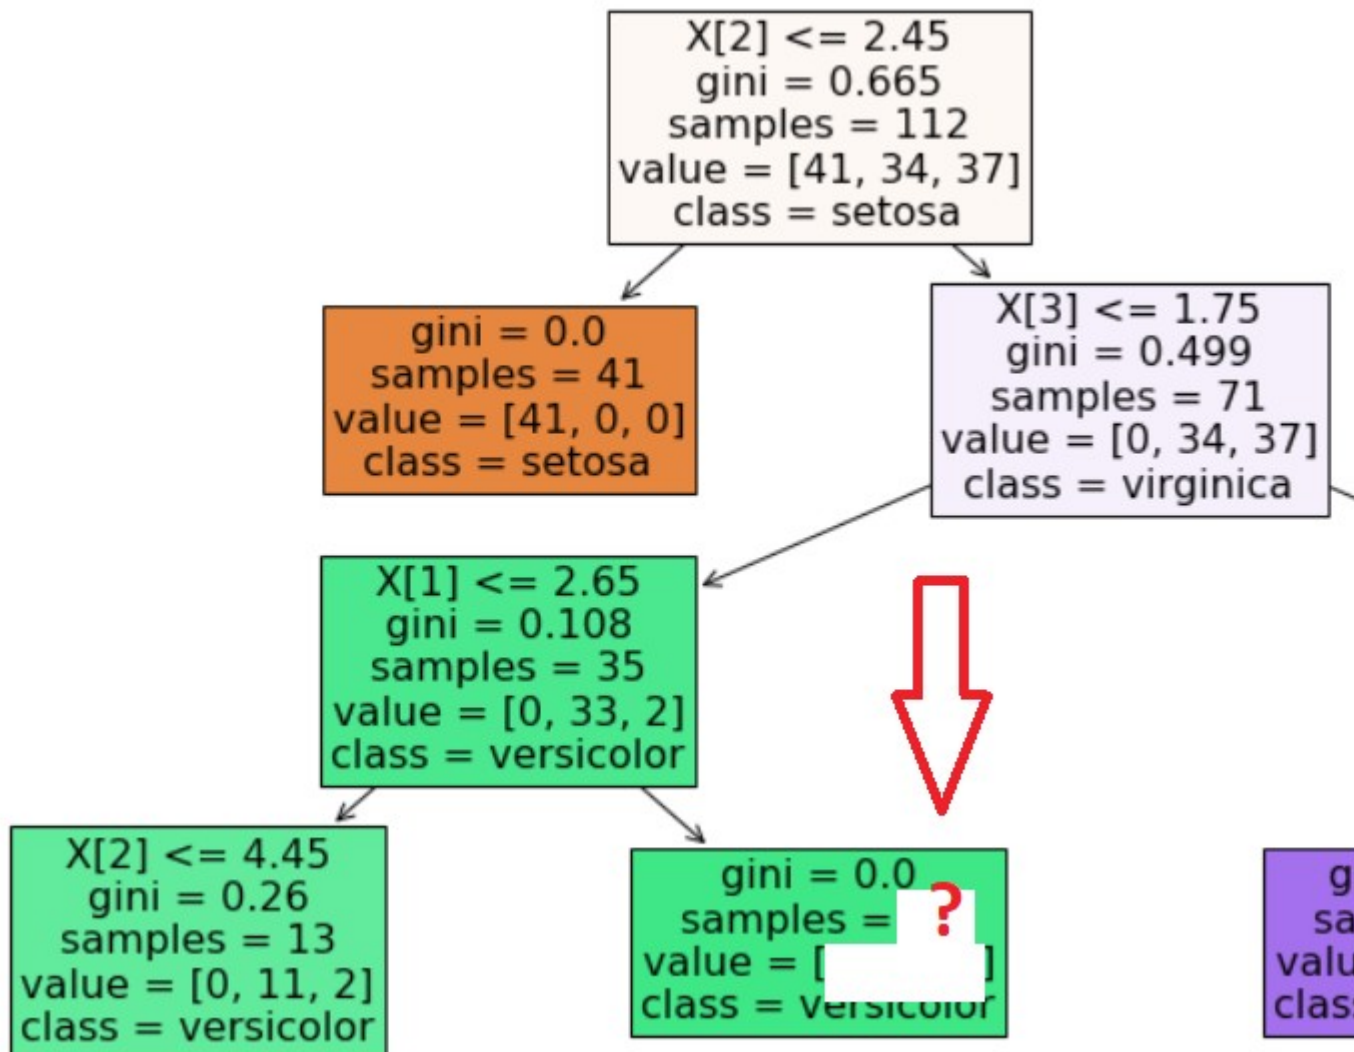 X[2] <= 2.45
gini = 0.665
samples = 112
value = [41, 34, 37]
class = setosa
gini = 0.0
samples = 41
value = [41, 0, 0]
class = setosa
X[3] <= 1.75
gini = 0.499
samples = 71
value = [0, 34, 37]
class = virginica
X[1] <= 2.65
gini = 0.108
samples = 35
value = [0, 33, 2]
class = versicolor
X[2] <= 4.45
gini = 0.26
samples = 13
value = [0, 11, 2]
class = versicolor
gini = 0.0
samples = ?
value = [ ]
class = versicolor